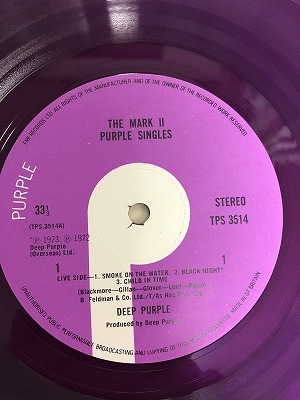 EMI RECORDS LTD ALL RIGHTS OF THE MANUFACTURER AND OF THE OWNER OF THE RECORDED WORK RESERVED
THE MARK II
PURPLE SINGLES
PURPLE
33⅓
STEREO
(TPS.3514A)
TPS 3514
*℗ 1973 ℗ 1972
Deep Purple
(Overseas) Ltd.
1
1
LIVE SIDE—1. SMOKE ON THE WATER, 2. BLACK NIGHT*
3. CHILD IN TIME
(Blackmore—Gillan—Glover—Lord—Paice)
B. Feldman & Co. Ltd./T/As Hec
DEEP PURPLE
Produced by Deep Purple
UNAUTHORISED PUBLIC PERFORMANCE BROADCASTING AND COPYING OF THIS RECORD PROHIBITED MADE IN GT BRITAIN